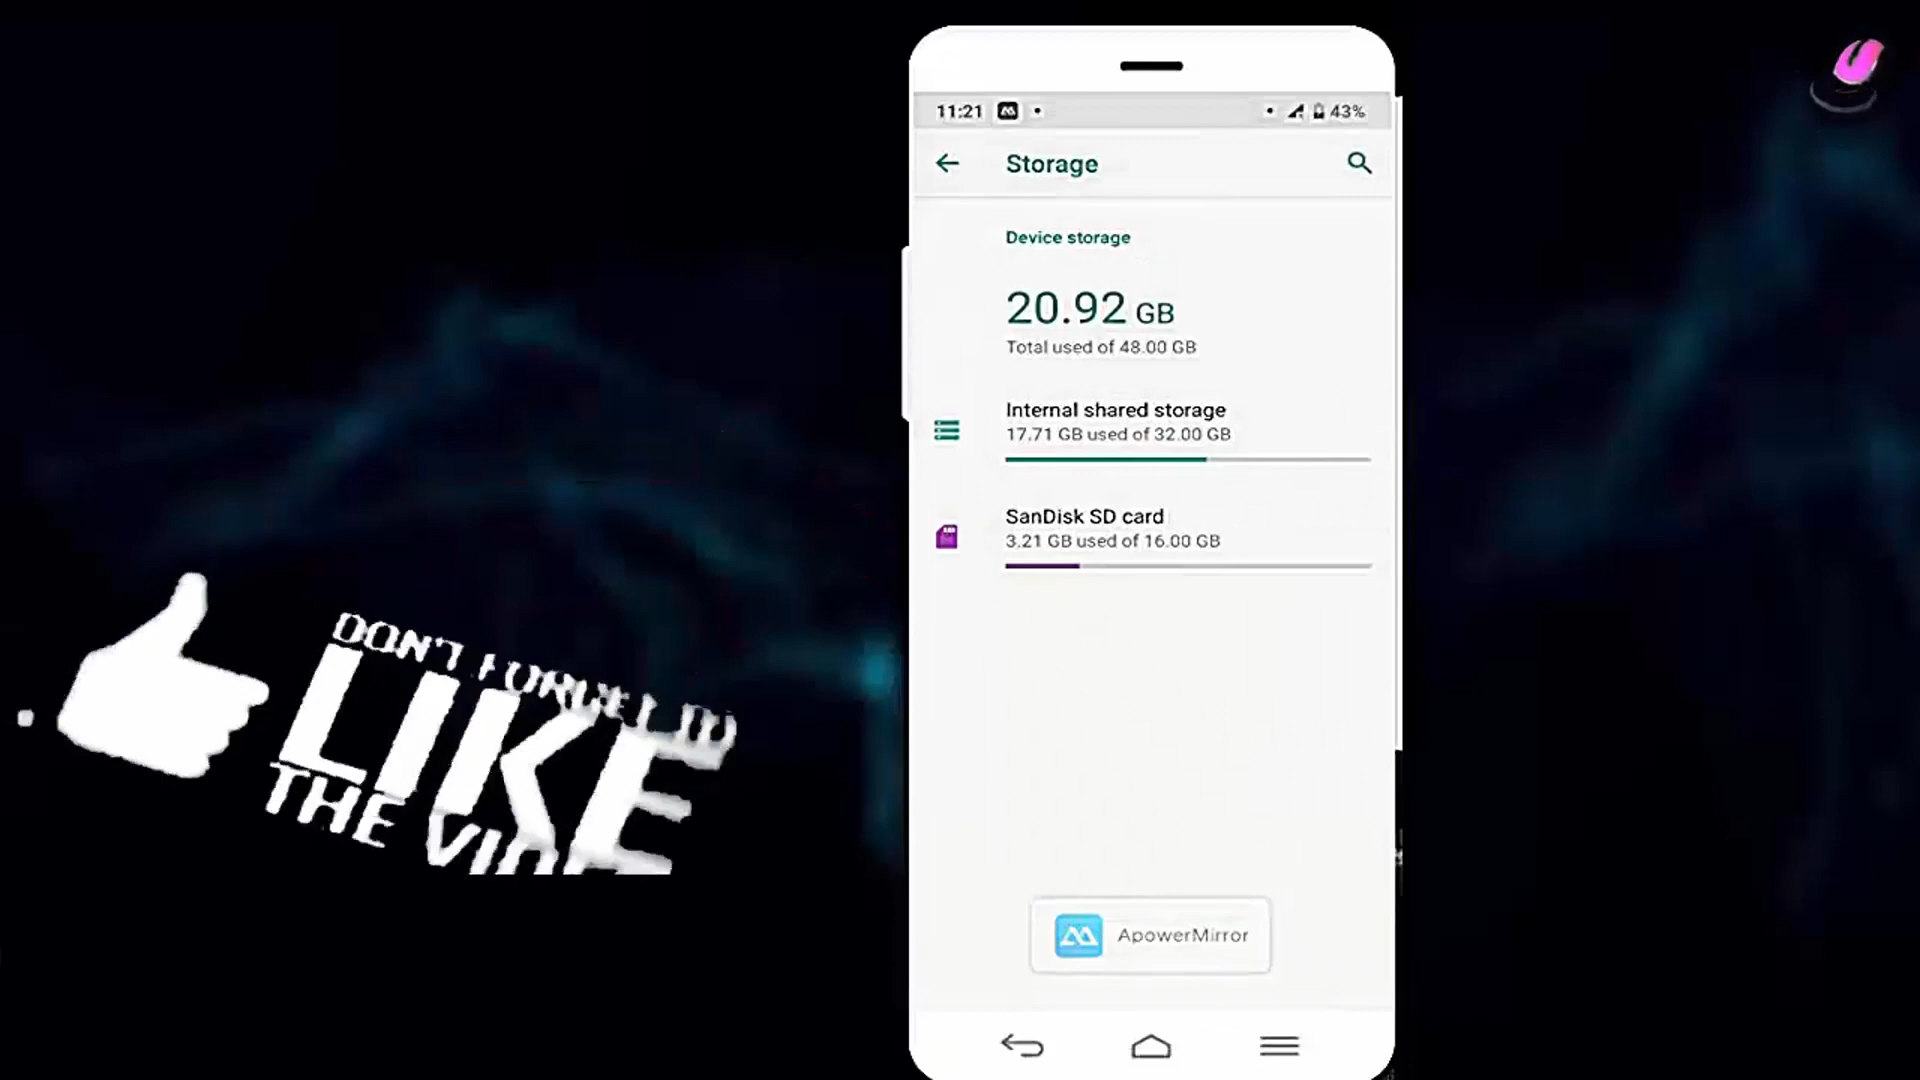 11:21
43%
Storage
Device storage
20.92 GB
Total used of 48.00 GB
Internal shared storage
17.71 GB used of 32.00 GB
SanDisk SD card
3.21 GB used of 16.00 GB
ApowerMirror
DON'T FORGET TO
LIKE
THE